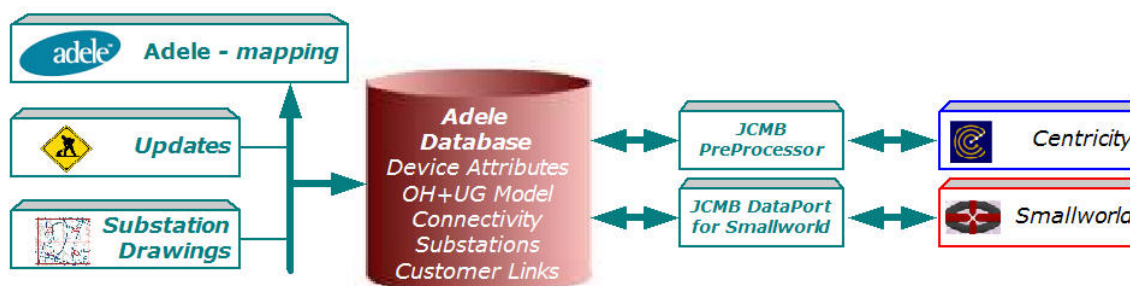 adele™ Adele - mapping
Updates
Substation
Drawings
Adele
Database
Device Attributes
OH+UG Model
Connectivity
Substations
Customer Links
JCMB
PreProcessor
JCMB DataPort
for Smallworld
Centricity
Smallworld